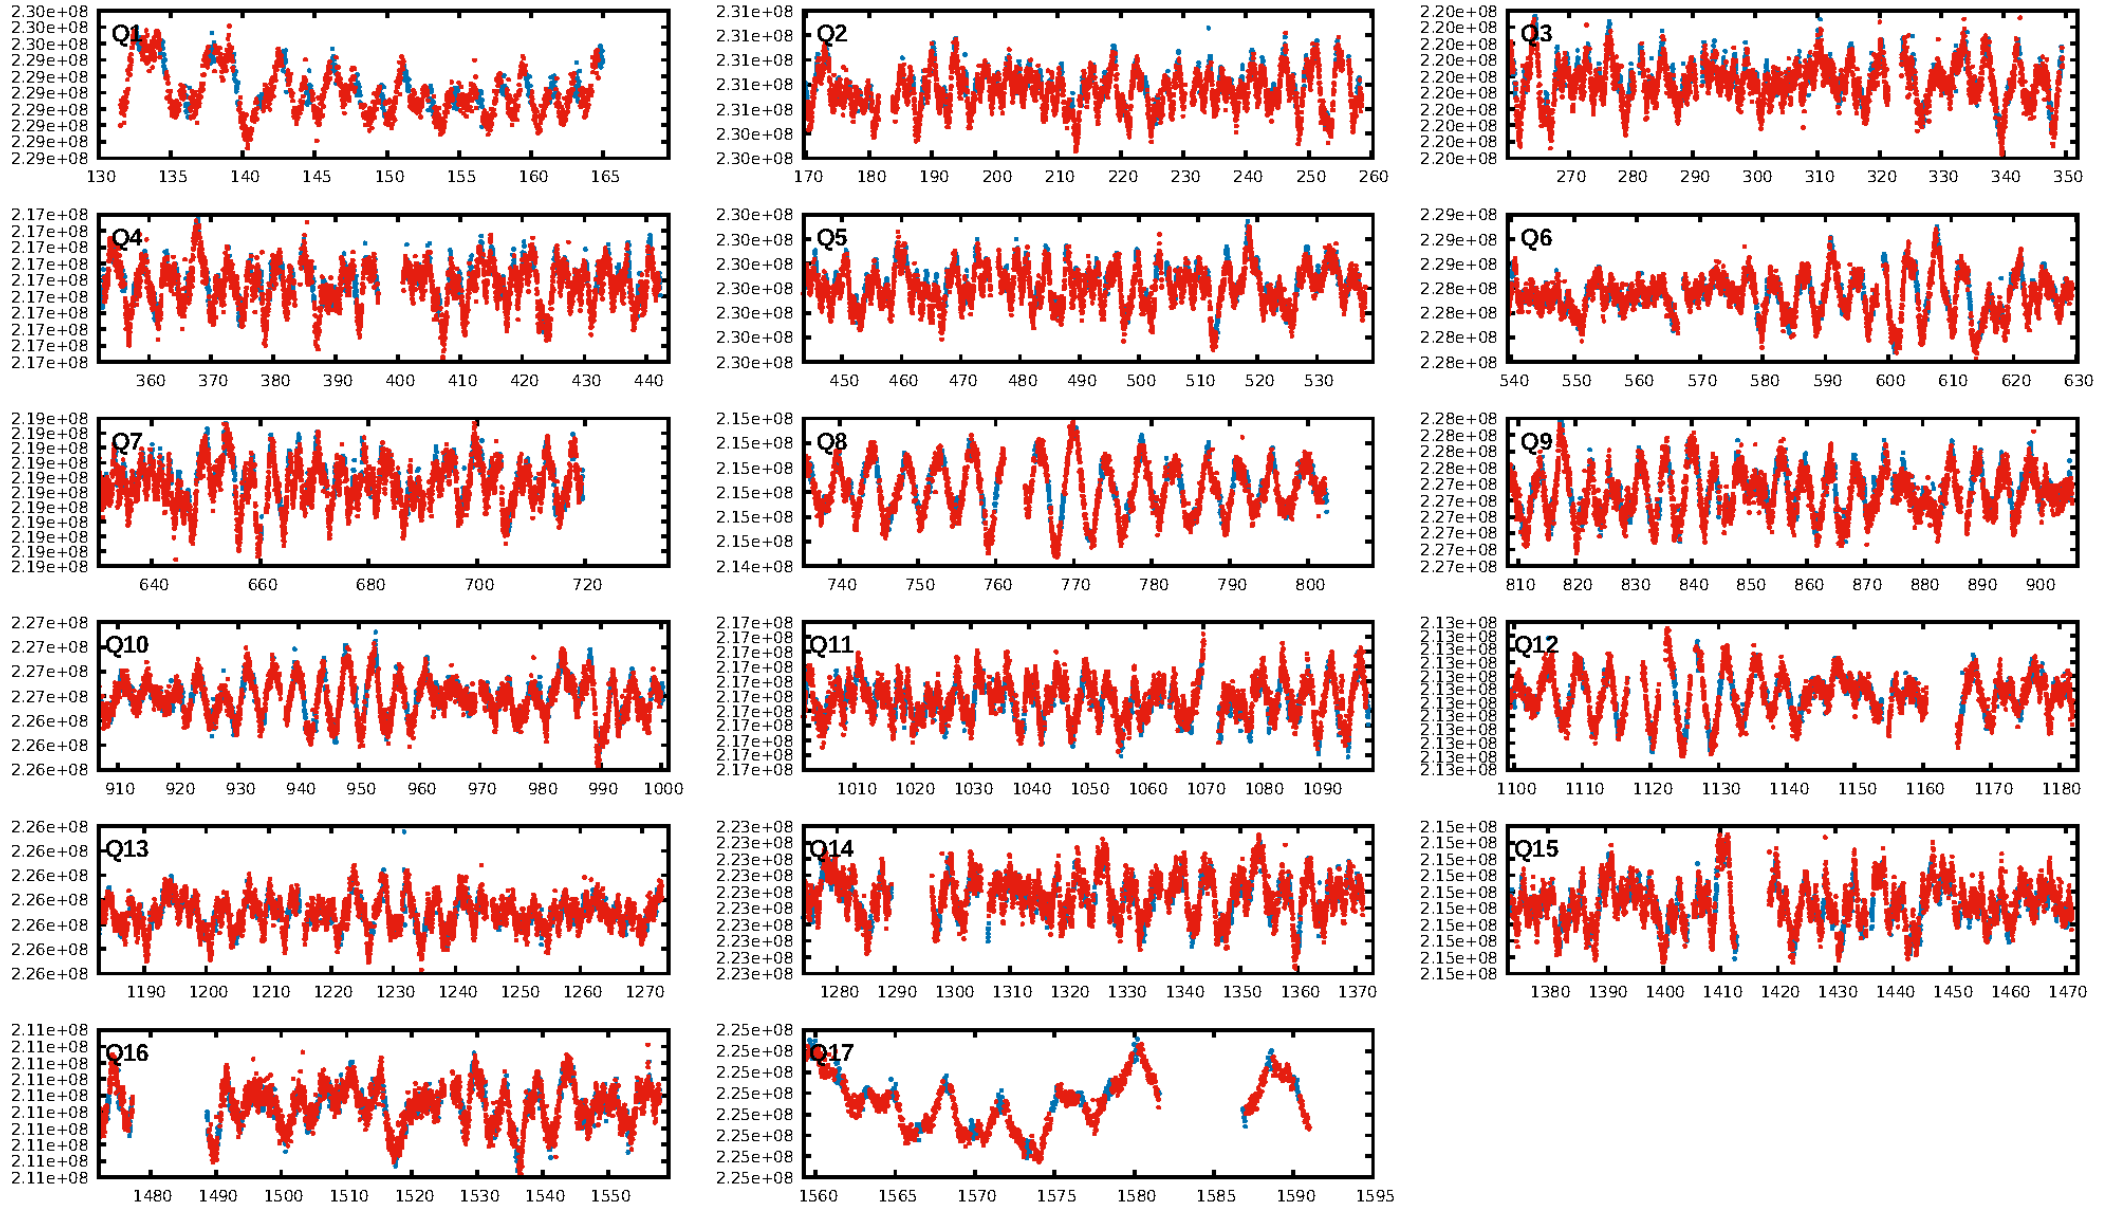 2.30e+08
2.30e+08
2.30e+08
2.29e+08
2.29e+08
2.29e+08
2.29e+08
2.29e+08
2.29e+08
2.29e+08
Q1
130 135 140 145 150 155 160 165
2.31e+08
2.31e+08
2.31e+08
2.31e+08
2.31e+08
2.30e+08
2.30e+08
Q2
170 180 190 200 210 220 230 240 250 260
2.20e+08
2.20e+08
2.20e+08
2.20e+08
2.20e+08
2.20e+08
2.20e+08
2.20e+08
2.20e+08
2.20e+08
Q3
270 280 290 300 310 320 330 340 350
2.17e+08
2.17e+08
2.17e+08
2.17e+08
2.17e+08
2.17e+08
2.17e+08
2.17e+08
2.17e+08
2.17e+08
Q4
360 370 380 390 400 410 420 430 440
2.30e+08
2.30e+08
2.30e+08
2.30e+08
2.30e+08
2.30e+08
2.30e+08
Q5
450 460 470 480 490 500 510 520 530
2.29e+08
2.29e+08
2.29e+08
2.28e+08
2.28e+08
2.28e+08
2.28e+08
Q6
540 550 560 570 580 590 600 610 620 630
2.19e+08
2.19e+08
2.19e+08
2.19e+08
2.19e+08
2.19e+08
2.19e+08
2.19e+08
2.19e+08
2.19e+08
2.19e+08
Q7
640 660 680 700 720
2.15e+08
2.15e+08
2.15e+08
2.15e+08
2.15e+08
2.15e+08
2.14e+08
Q8
740 750 760 770 780 790 800
2.28e+08
2.28e+08
2.28e+08
2.28e+08
2.27e+08
2.27e+08
2.27e+08
2.27e+08
2.27e+08
2.27e+08
Q9
810 820 830 840 850 860 870 880 890 900
2.27e+08
2.27e+08
2.27e+08
2.27e+08
2.26e+08
2.26e+08
2.26e+08
Q10
910 920 930 940 950 960 970 980 990 1000
2.17e+08
2.17e+08
2.17e+08
2.17e+08
2.17e+08
2.17e+08
2.17e+08
2.17e+08
2.17e+08
2.17e+08
2.17e+08
Q11
1010 1020 1030 1040 1050 1060 1070 1080 1090
2.13e+08
2.13e+08
2.13e+08
2.13e+08
2.13e+08
2.13e+08
2.13e+08
2.13e+08
2.13e+08
2.13e+08
2.13e+08
2.13e+08
Q12
1100 1110 1120 1130 1140 1150 1160 1170 1180
2.26e+08
2.26e+08
2.26e+08
2.26e+08
2.26e+08
2.26e+08
2.26e+08
Q13
1190 1200 1210 1220 1230 1240 1250 1260 1270
2.23e+08
2.23e+08
2.23e+08
2.23e+08
2.23e+08
2.23e+08
2.23e+08
2.23e+08
2.23e+08
2.23e+08
Q14
1280 1290 1300 1310 1320 1330 1340 1350 1360 1370
2.15e+08
2.15e+08
2.15e+08
2.15e+08
2.15e+08
2.15e+08
2.15e+08
2.15e+08
2.15e+08
2.15e+08
Q15
1380 1390 1400 1410 1420 1430 1440 1450 1460 1470
2.11e+08
2.11e+08
2.11e+08
2.11e+08
2.11e+08
2.11e+08
2.11e+08
2.11e+08
2.11e+08
2.11e+08
Q16
1480 1490 1500 1510 1520 1530 1540 1550
2.25e+08
2.25e+08
2.25e+08
2.25e+08
2.25e+08
2.25e+08
2.25e+08
2.25e+08
Q17
1560 1565 1570 1575 1580 1585 1590 1595